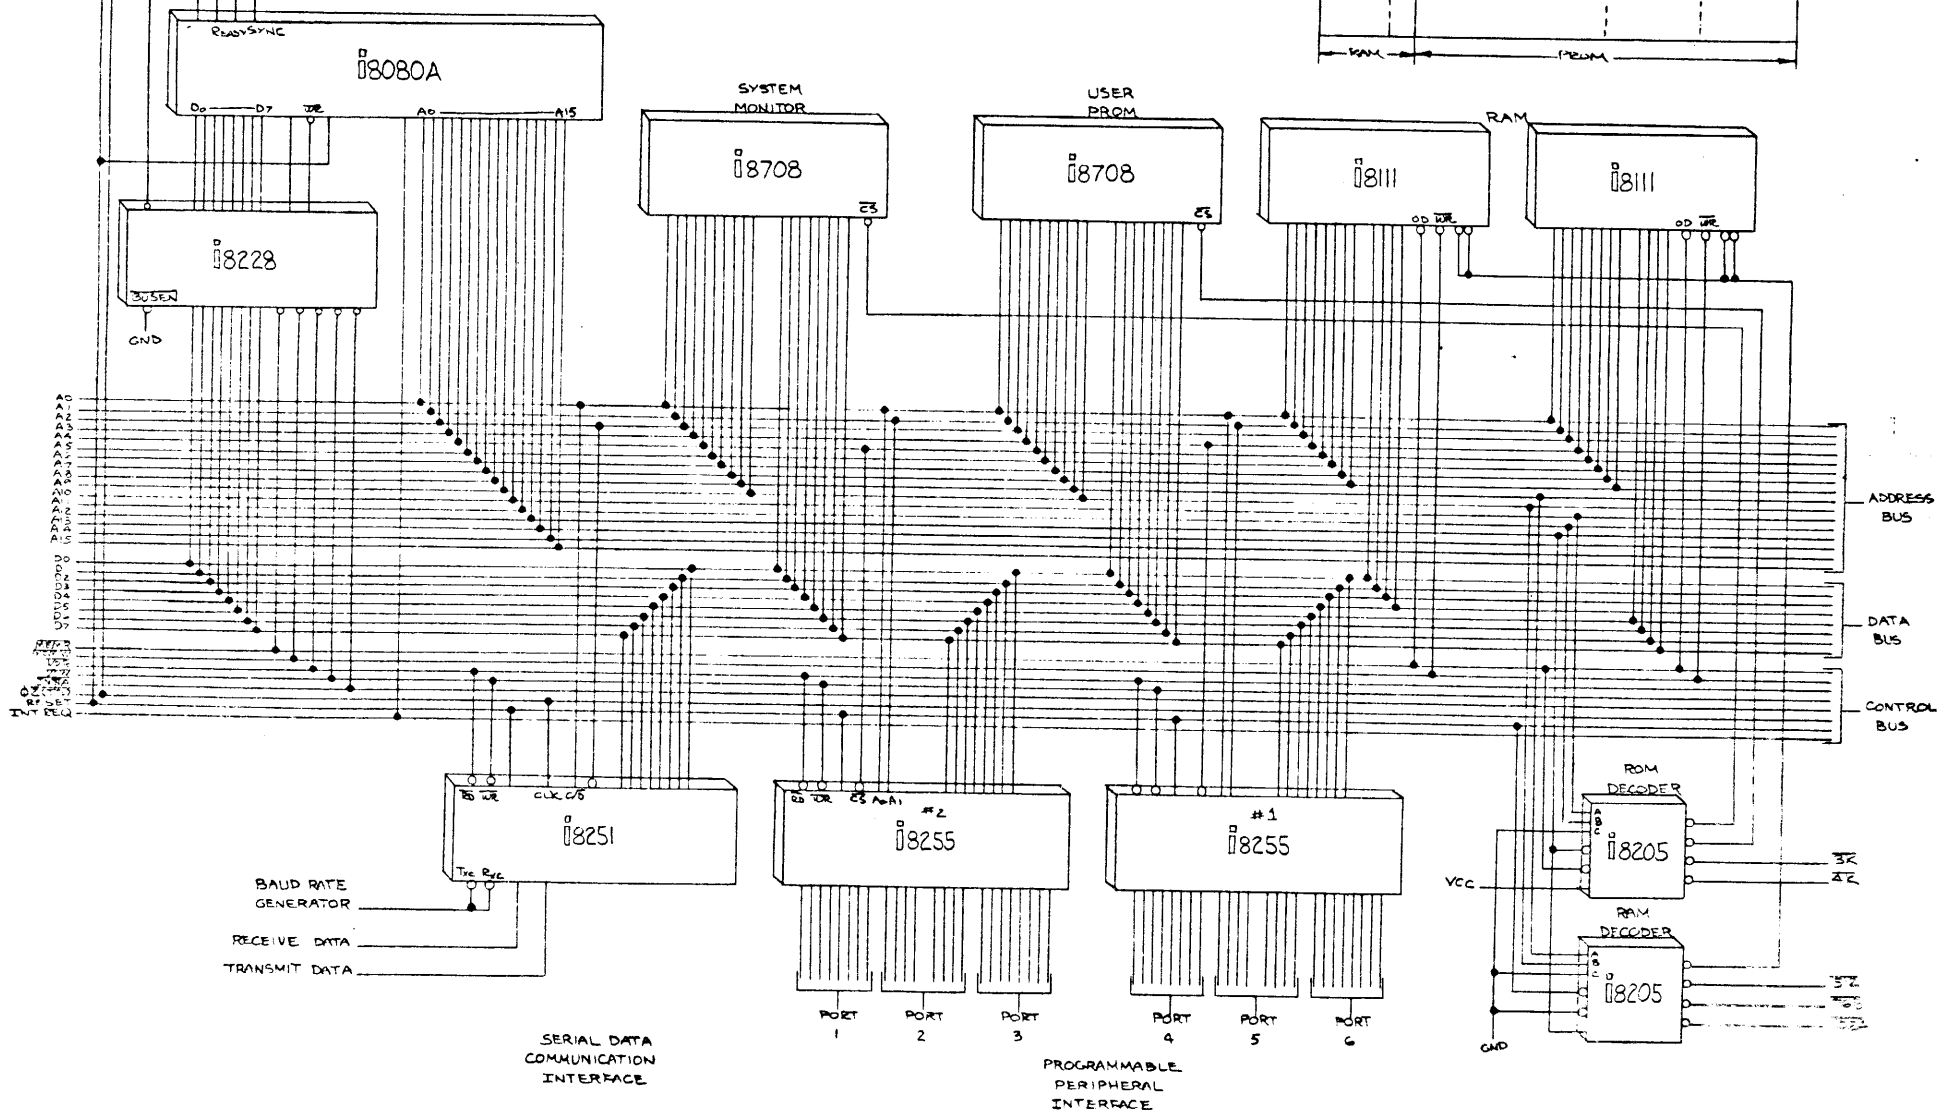 READY SYNC
i8080A
D0 D7 WR A0 A15
RAM PROM
SYSTEM
MONITOR
i8708
CS
USER
PROM
i8708
CS
RAM
i8111
OD WR
i8111
OD WR
i8228
BUSEN
GND
A0
A1
A2
A3
A4
A5
A6
A7
A8
A9
A10
A11
A12
A13
A14
A15
D0
D1
D2
D3
D4
D5
D6
D7
RESET
INT REQ
ADDRESS
BUS
DATA
BUS
CONTROL
BUS
RD WR CLK C/D
i8251
TxC RxC
BAUD RATE
GENERATOR
RECEIVE DATA
TRANSMIT DATA
SERIAL DATA
COMMUNICATION
INTERFACE
RD WR CS A0 A1
#2
i8255
PORT
1
PORT
2
PORT
3
#1
i8255
PORT
4
PORT
5
PORT
6
PROGRAMMABLE
PERIPHERAL
INTERFACE
ROM
DECODER
A
B
C
i8205
VCC
3K
4K
RAM
DECODER
A
B
C
i8205
GND